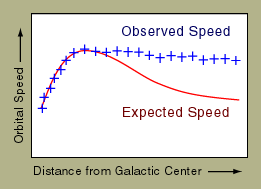 Observed Speed
Orbital Speed
Expected Speed
Distance from Galactic Center